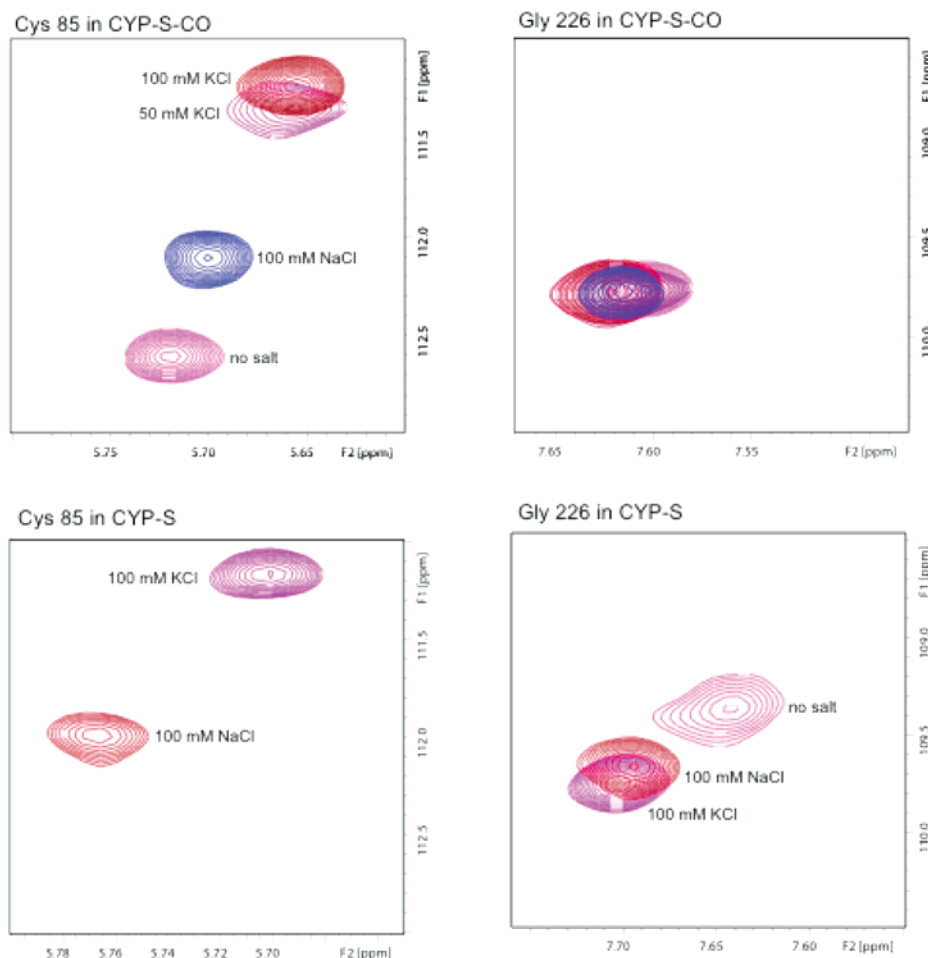 Cys 85 in CYP-S-CO
100 mM KCl
50 mM KCl
100 mM NaCl
no salt
111.5
112.0
112.5
F1 [ppm]
5.75 5.70 5.65 F2 [ppm]
Gly 226 in CYP-S-CO
F1 [ppm]
109.0
109.5
110.0
7.65 7.60 7.55 F2 [ppm]
Cys 85 in CYP-S
100 mM KCl
100 mM NaCl
F1 [ppm]
111.5
112.0
112.5
5.78 5.76 5.74 5.72 5.70 F2 [ppm]
Gly 226 in CYP-S
no salt
100 mM NaCl
100 mM KCl
F1 [ppm]
109.0
109.5
110.0
7.70 7.65 7.60 F2 [ppm]